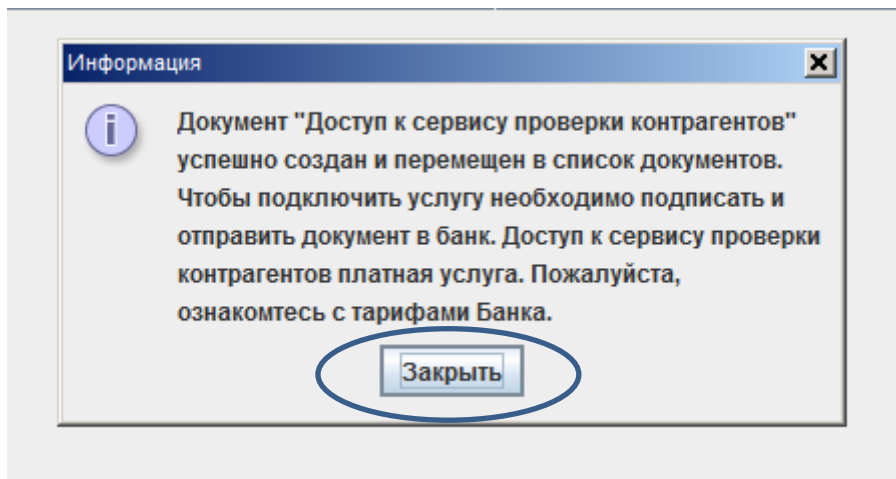 Информация
Документ "Доступ к сервису проверки контрагентов"
успешно создан и перемещен в список документов.
Чтобы подключить услугу необходимо подписать и
отправить документ в банк. Доступ к сервису проверки
контрагентов платная услуга. Пожалуйста,
ознакомтесь с тарифами Банка.
Закрыть